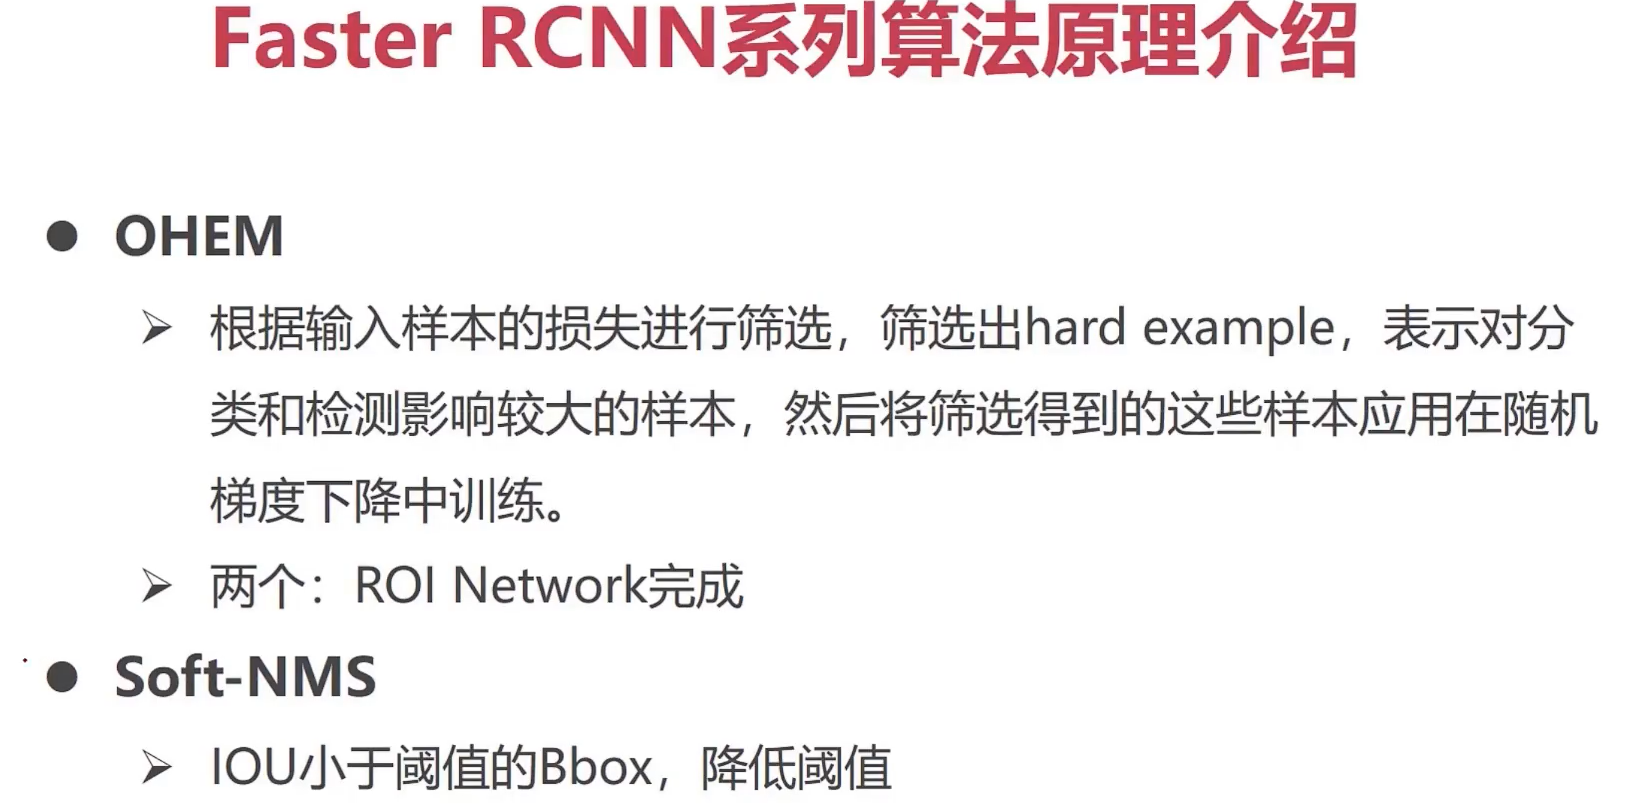 Faster RCNN系列算法原理介绍
● OHEM
➢ 根据输入样本的损失进行筛选，筛选出hard example，表示对分
类和检测影响较大的样本，然后将筛选得到的这些样本应用在随机
梯度下降中训练。
➢ 两个：ROI Network完成
● Soft-NMS
➢ IOU小于阈值的Bbox，降低阈值